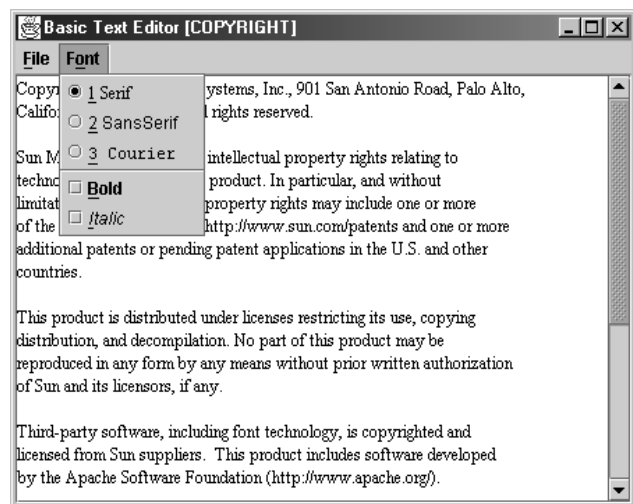 Basic Text Editor [COPYRIGHT]
File Font
1 Serif
2 SansSerif
3 Courier
Bold
Italic
Copyr ystems, Inc., 901 San Antonio Road, Palo Alto,
Califo l rights reserved.
Sun M intellectual property rights relating to
techno product. In particular, and without
limitat property rights may include one or more
of the http://www.sun.com/patents and one or more
additional patents or pending patent applications in the U.S. and other
countries.
This product is distributed under licenses restricting its use, copying
distribution, and decompilation. No part of this product may be
reproduced in any form by any means without prior written authorization
of Sun and its licensors, if any.
Third-party software, including font technology, is copyrighted and
licensed from Sun suppliers. This product includes software developed
by the Apache Software Foundation (http://www.apache.org/).